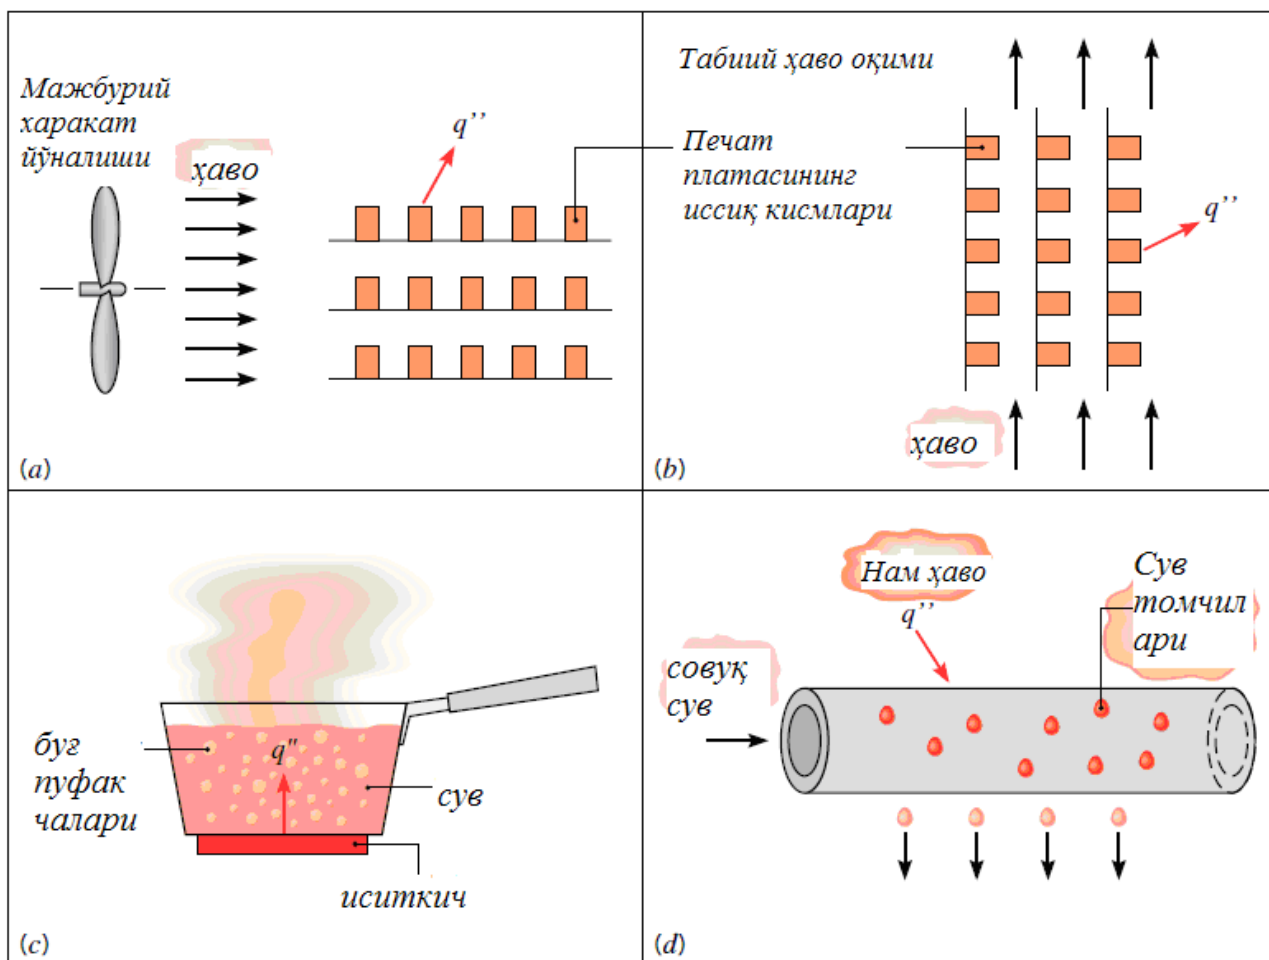 Мажбурий
харакат
йўналиши
ҳаво
q’’
(a)
Табиий ҳаво оқими
Печат
платасининг
иссиқ кисмлари
q’’
ҳаво
(b)
буғ
пуфак
чалари
q"
сув
иситкич
(c)
Нам ҳаво
q’’
Сув
томчил
ари
совуқ
сув
(d)